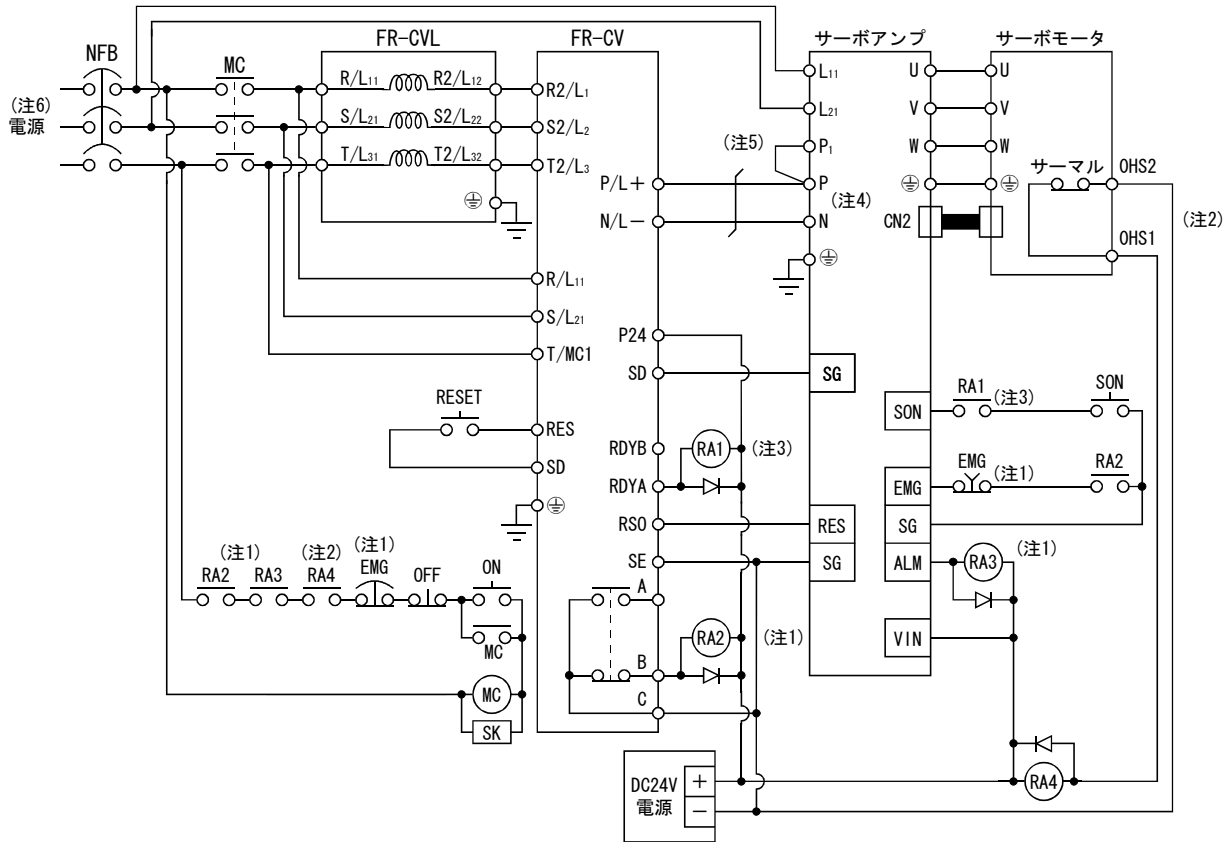 FR-CVL
FR-CV
サーボアンプ
サーボモータ
NFB
MC
(注6)
電源
R/L11
R2/L12
S/L21
S2/L22
T/L31
T2/L32
R2/L1
S2/L2
T2/L3
P/L+
N/L−
R/L11
S/L21
T/MC1
P24
SD
RESET
RES
SD
RDYB
RDYA
RSO
SE
A
B
C
RA1
(注3)
RA2
(注1)
L11
L21
(注5)
P1
P
(注4)
N
SG
RES
SG
U
V
W
CN2
U
V
W
サーマル
OHS2
OHS1
(注2)
SON
RA1
(注3)
SON
EMG
EMG
(注1)
RA2
SG
ALM
RA3
(注1)
VIN
RA4
(注1)
RA2
RA3
(注2)
RA4
(注1)
EMG
OFF
ON
MC
MC
SK
DC24V
電源
+
−